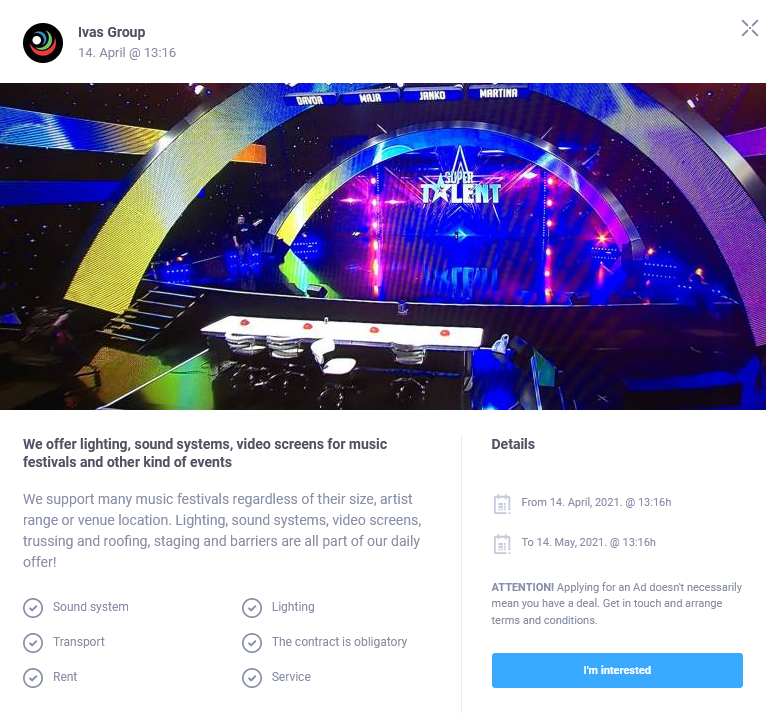 Ivas Group
14. April @ 13:16
DAVOR MAJA JANKO MARTINA
SUPER
TALENT
We offer lighting, sound systems, video screens for music
festivals and other kind of events
We support many music festivals regardless of their size, artist
range or venue location. Lighting, sound systems, video screens,
trussing and roofing, staging and barriers are all part of our daily
offer!
Sound system
Lighting
Transport
The contract is obligatory
Rent
Service
Details
From 14. April, 2021. @ 13:16h
To 14. May, 2021. @ 13:16h
ATTENTION! Applying for an Ad doesn't necessarily
mean you have a deal. Get in touch and arrange
terms and conditions.
I'm interested